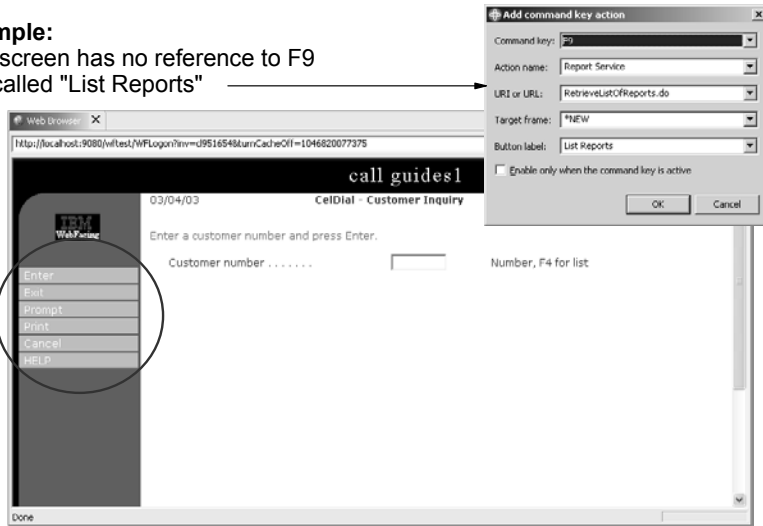 mple:
screen has no reference to F9
called "List Reports"
Add command key action
Command key: F9
Action name: Report Service
URI or URL: RetrieveListOfReports.do
Target frame: *NEW
Button label: List Reports
Enable only when the command key is active
OK Cancel
Web Browser
http://localhost:9080/wftest/WFLogon?inv=cl951654&turnCacheOff=1046820077375
call guides1
IBM
WebFacing
03/04/03 CelDial - Customer Inquiry
Enter a customer number and press Enter.
Customer number . . . . . . . Number, F4 for list
Enter
Exit
Prompt
Print
Cancel
HELP
Done